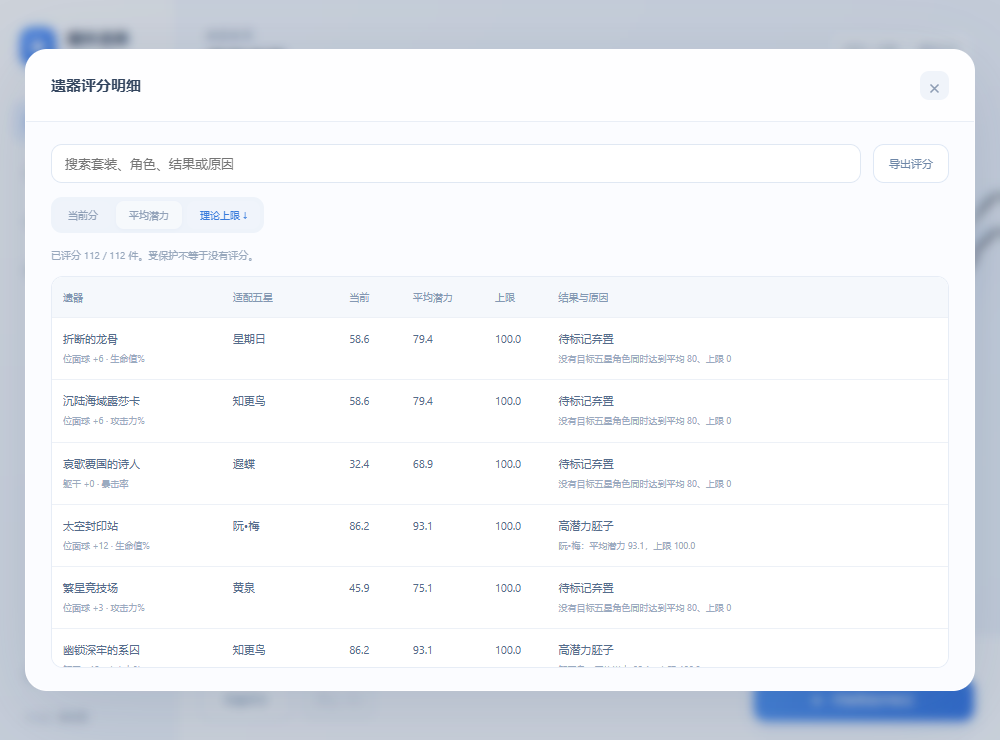 遗器评分明细
×
搜索套装、角色、结果或原因
导出评分
当前分 平均潜力 理论上限 ↓
已评分 112 / 112 件。受保护不等于没有评分。
遗器 适配五星 当前 平均潜力 上限 结果与原因
折断的龙骨 星期日 58.6 79.4 100.0 待标记弃置
位面球 +6 · 生命值% 没有目标五星角色同时达到平均 80、上限 0
沉陆海域露莎卡 知更鸟 58.6 79.4 100.0 待标记弃置
位面球 +6 · 攻击力% 没有目标五星角色同时达到平均 80、上限 0
哀歌覆国的诗人 遐蝶 32.4 68.9 100.0 待标记弃置
躯干 +0 · 暴击率 没有目标五星角色同时达到平均 80、上限 0
太空封印站 阮•梅 86.2 93.1 100.0 高潜力胚子
位面球 +12 · 生命值% 阮•梅：平均潜力 93.1，上限 100.0
繁星竞技场 黄泉 45.9 75.1 100.0 待标记弃置
位面球 +3 · 攻击力% 没有目标五星角色同时达到平均 80、上限 0
幽锁深牢的系囚 知更鸟 86.2 93.1 100.0 高潜力胚子